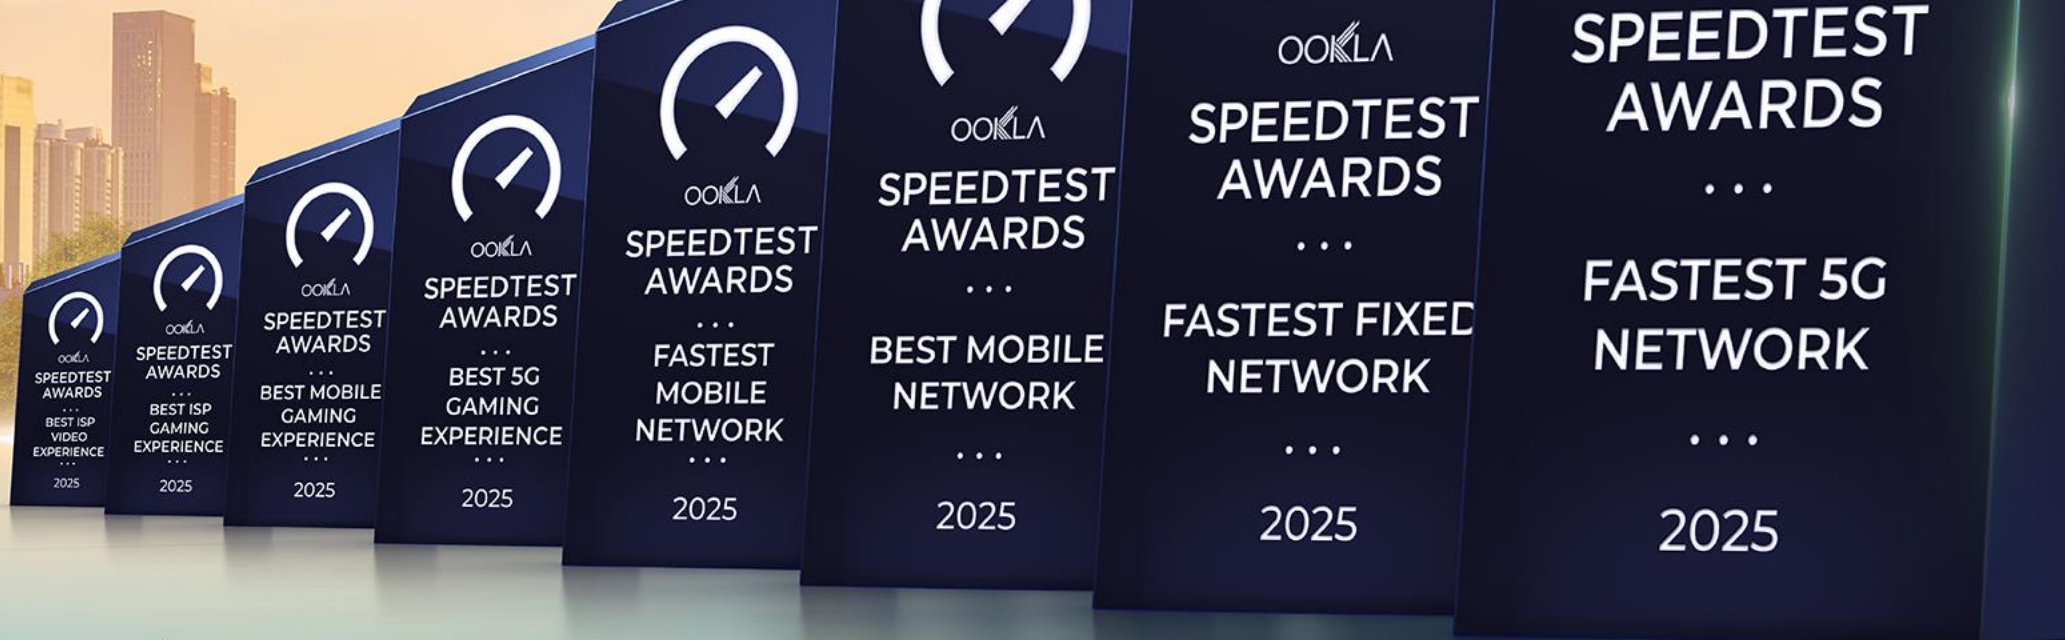 OOKLA
SPEEDTEST
AWARDS
...
BEST ISP
VIDEO
EXPERIENCE
...
2025
OOKLA
SPEEDTEST
AWARDS
...
BEST ISP
GAMING
EXPERIENCE
...
2025
OOKLA
SPEEDTEST
AWARDS
...
BEST MOBILE
GAMING
EXPERIENCE
...
2025
OOKLA
SPEEDTEST
AWARDS
...
BEST 5G
GAMING
EXPERIENCE
...
2025
OOKLA
SPEEDTEST
AWARDS
...
FASTEST
MOBILE
NETWORK
...
2025
OOKLA
SPEEDTEST
AWARDS
...
BEST MOBILE
NETWORK
...
2025
OOKLA
SPEEDTEST
AWARDS
...
FASTEST FIXED
NETWORK
...
2025
SPEEDTEST
AWARDS
...
FASTEST 5G
NETWORK
...
2025